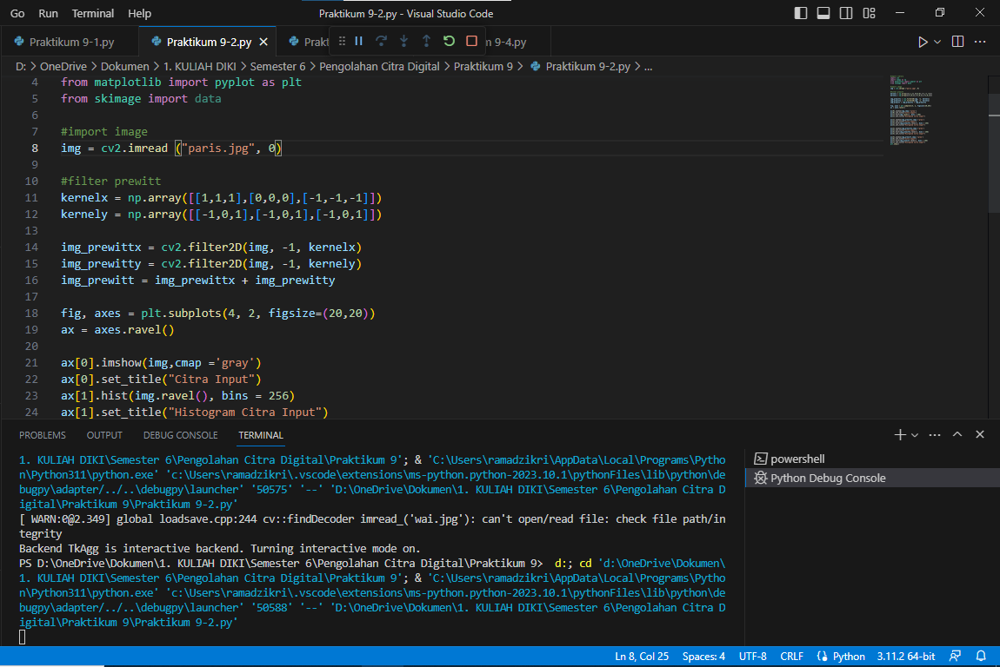 Go Run Terminal Help Praktikum 9-2.py - Visual Studio Code
Praktikum 9-1.py Praktikum 9-2.py Prakt n 9-4.py
D: > OneDrive > Dokumen > 1. KULIAH DIKI > Semester 6 > Pengolahan Citra Digital > Praktikum 9 > Praktikum 9-2.py > ...
4 from matplotlib import pyplot as plt
5 from skimage import data
6
7 #import image
8 img = cv2.imread ("paris.jpg", 0)
9
10 #filter prewitt
11 kernelx = np.array([[1,1,1],[0,0,0],[-1,-1,-1]])
12 kernely = np.array([[-1,0,1],[-1,0,1],[-1,0,1]])
13
14 img_prewittx = cv2.filter2D(img, -1, kernelx)
15 img_prewitty = cv2.filter2D(img, -1, kernely)
16 img_prewitt = img_prewittx + img_prewitty
17
18 fig, axes = plt.subplots(4, 2, figsize=(20,20))
19 ax = axes.ravel()
20
21 ax[0].imshow(img,cmap ='gray')
22 ax[0].set_title("Citra Input")
23 ax[1].hist(img.ravel(), bins = 256)
24 ax[1].set_title("Histogram Citra Input")
PROBLEMS OUTPUT DEBUG CONSOLE TERMINAL
1. KULIAH DIKI\Semester 6\Pengolahan Citra Digital\Praktikum 9'; & 'C:\Users\ramadzikri\AppData\Local\Programs\Pytho
n\Python311\python.exe' 'c:\Users\ramadzikri\.vscode\extensions\ms-python.python-2023.10.1\pythonFiles\lib\python\de
bugpy\adapter/../..\debugpy\launcher' '50575' '--' 'D:\OneDrive\Dokumen\1. KULIAH DIKI\Semester 6\Pengolahan Citra D
igital\Praktikum 9\Praktikum 9-2.py'
[ WARN:0@2.349] global loadsave.cpp:244 cv::findDecoder imread_('wai.jpg'): can't open/read file: check file path/in
tegrity
Backend TkAgg is interactive backend. Turning interactive mode on.
PS D:\OneDrive\Dokumen\1. KULIAH DIKI\Semester 6\Pengolahan Citra Digital\Praktikum 9>  d:; cd 'd:\OneDrive\Dokumen\
1. KULIAH DIKI\Semester 6\Pengolahan Citra Digital\Praktikum 9'; & 'C:\Users\ramadzikri\AppData\Local\Programs\Pytho
n\Python311\python.exe' 'c:\Users\ramadzikri\.vscode\extensions\ms-python.python-2023.10.1\pythonFiles\lib\python\de
bugpy\adapter/../..\debugpy\launcher' '50588' '--' 'D:\OneDrive\Dokumen\1. KULIAH DIKI\Semester 6\Pengolahan Citra D
igital\Praktikum 9\Praktikum 9-2.py'
powershell
Python Debug Console
Ln 8, Col 25 Spaces: 4 UTF-8 CRLF Python 3.11.2 64-bit